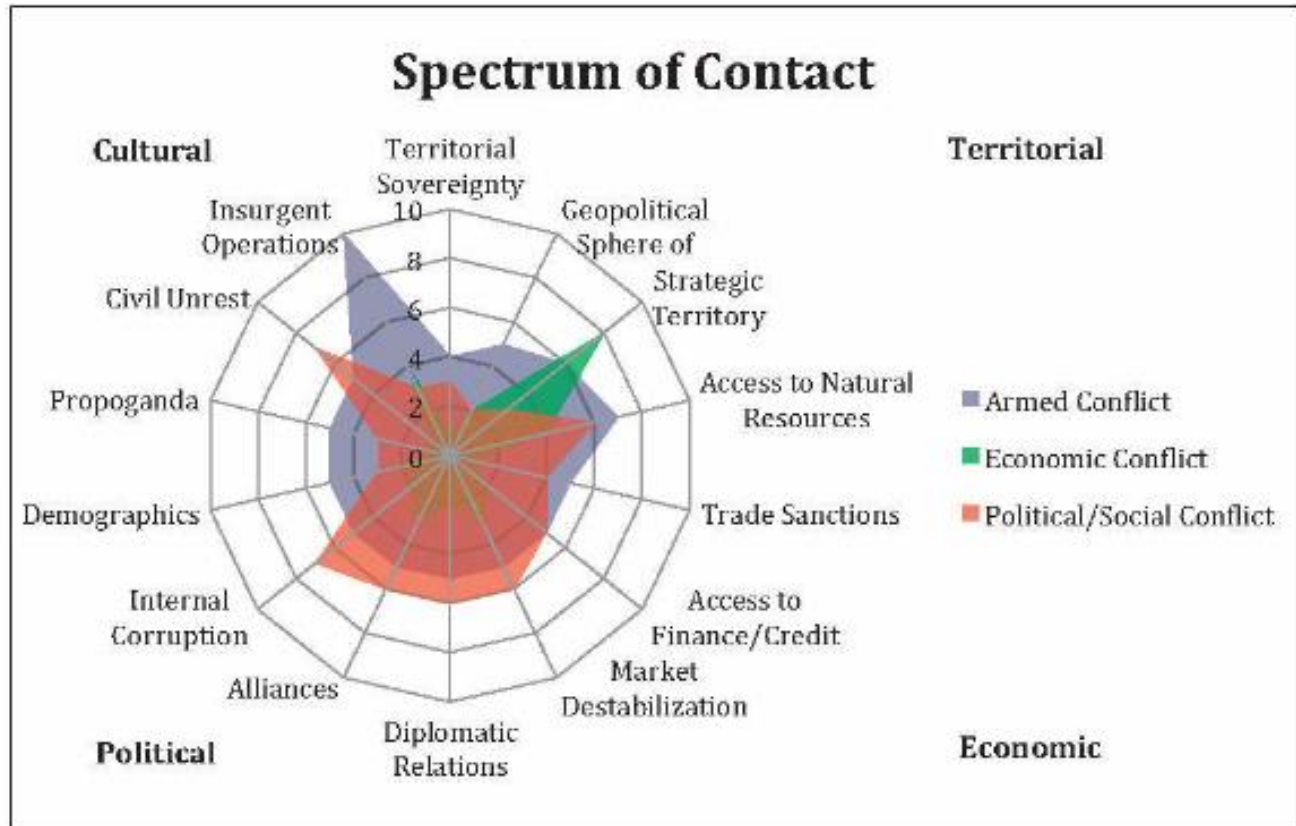 Spectrum of Contact
Cultural
Territorial
Territorial
Sovereignty
Geopolitical
Sphere of
Strategic
Territory
Access to Natural
Resources
Trade Sanctions
Access to
Finance/Credit
Market
Destabilization
Diplomatic
Relations
Alliances
Internal
Corruption
Demographics
Propoganda
Civil Unrest
Insurgent
Operations
10
8
6
4
2
0
Armed Conflict
Economic Conflict
Political/Social Conflict
Political
Economic